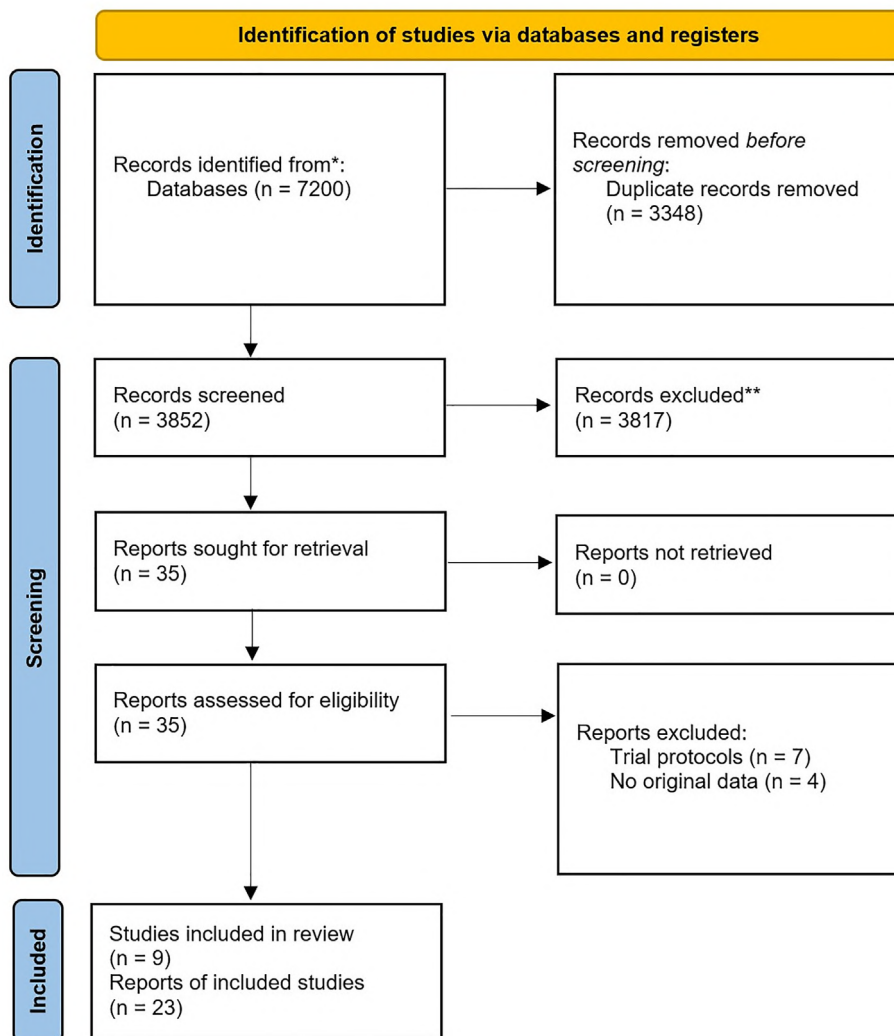 Identification of studies via databases and registers
Identification
Records identified from*:
Databases (n = 7200)
Records removed before
screening:
Duplicate records removed
(n = 3348)
Screening
Records screened
(n = 3852)
Records excluded**
(n = 3817)
Reports sought for retrieval
(n = 35)
Reports not retrieved
(n = 0)
Reports assessed for eligibility
(n = 35)
Reports excluded:
Trial protocols (n = 7)
No original data (n = 4)
Included
Studies included in review
(n = 9)
Reports of included studies
(n = 23)